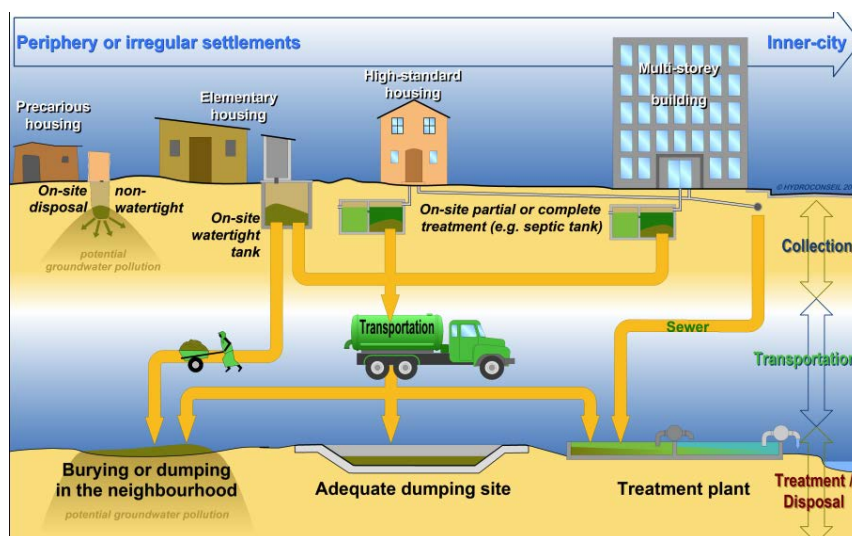 Periphery or irregular settlements
Inner-city
High-standard
housing
Multi-storey
building
Elementary
housing
Precarious
housing
© HYDROCONSEIL 20
On-site
disposal
non-
watertight
potential
groundwater pollution
On-site
watertight
tank
On-site partial or complete
treatment (e.g. septic tank)
Collection
Transportation
Sewer
Transportation
Burying or dumping
in the neighbourhood
potential groundwater pollution
Adequate dumping site
Treatment plant
Treatment /
Disposal